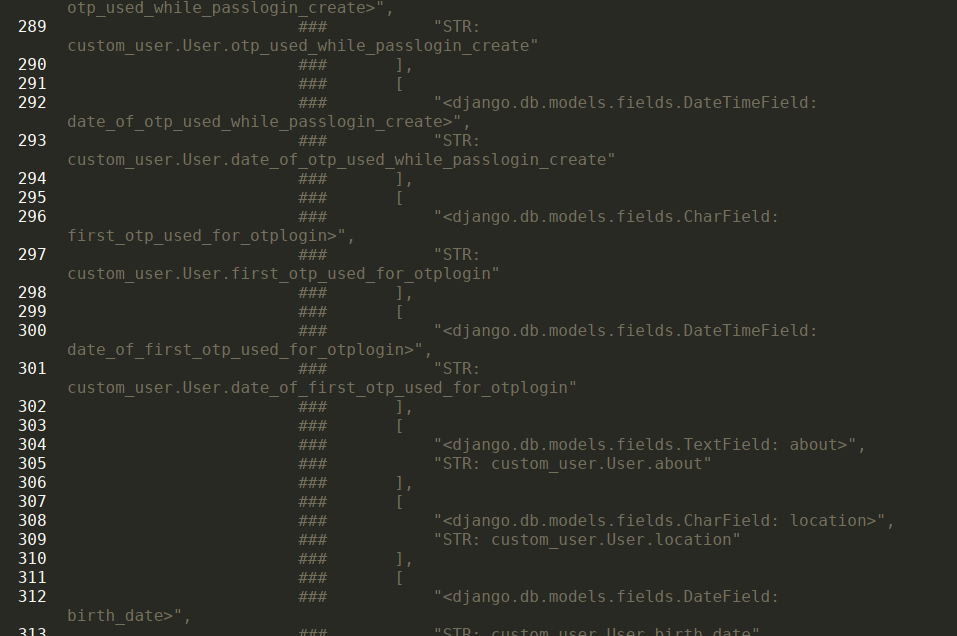 otp_used_while_passlogin_create>",
289 ### "STR:
custom_user.User.otp_used_while_passlogin_create"
290 ### ],
291 ### [
292 ### "<django.db.models.fields.DateTimeField:
date_of_otp_used_while_passlogin_create>",
293 ### "STR:
custom_user.User.date_of_otp_used_while_passlogin_create"
294 ### ],
295 ### [
296 ### "<django.db.models.fields.CharField:
first_otp_used_for_otplogin>",
297 ### "STR:
custom_user.User.first_otp_used_for_otplogin"
298 ### ],
299 ### [
300 ### "<django.db.models.fields.DateTimeField:
date_of_first_otp_used_for_otplogin>",
301 ### "STR:
custom_user.User.date_of_first_otp_used_for_otplogin"
302 ### ],
303 ### [
304 ### "<django.db.models.fields.TextField: about>",
305 ### "STR: custom_user.User.about"
306 ### ],
307 ### [
308 ### "<django.db.models.fields.CharField: location>",
309 ### "STR: custom_user.User.location"
310 ### ],
311 ### [
312 ### "<django.db.models.fields.DateField:
birth_date>",
313 ### "STR: custom_user.User.birth_date"